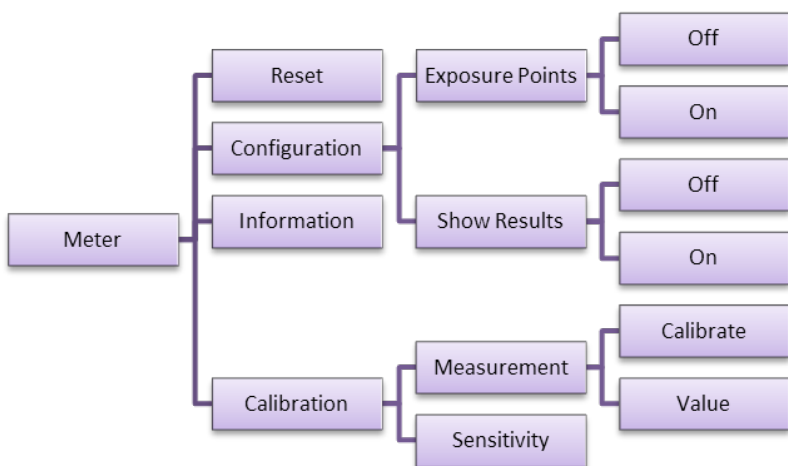 Meter
Reset
Configuration
Exposure Points
Off
On
Show Results
Off
On
Information
Calibration
Measurement
Calibrate
Value
Sensitivity